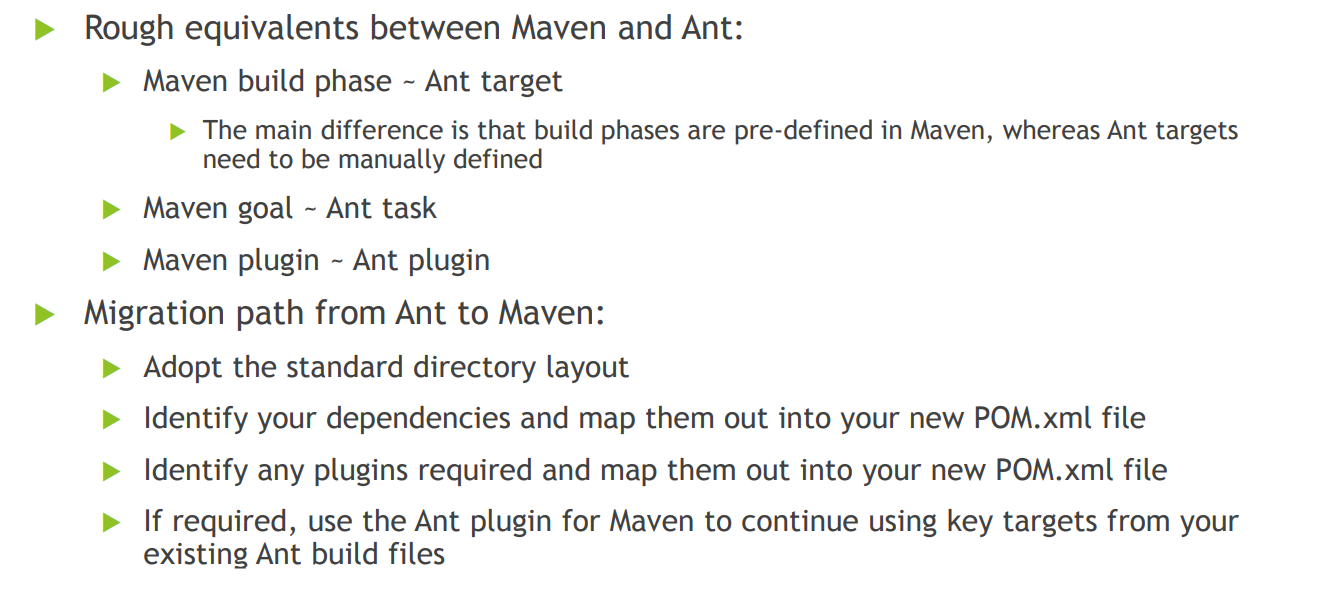 Rough equivalents between Maven and Ant:
Maven build phase ~ Ant target
The main difference is that build phases are pre-defined in Maven, whereas Ant targets
need to be manually defined
Maven goal ~ Ant task
Maven plugin ~ Ant plugin
Migration path from Ant to Maven:
Adopt the standard directory layout
Identify your dependencies and map them out into your new POM.xml file
Identify any plugins required and map them out into your new POM.xml file
If required, use the Ant plugin for Maven to continue using key targets from your
existing Ant build files